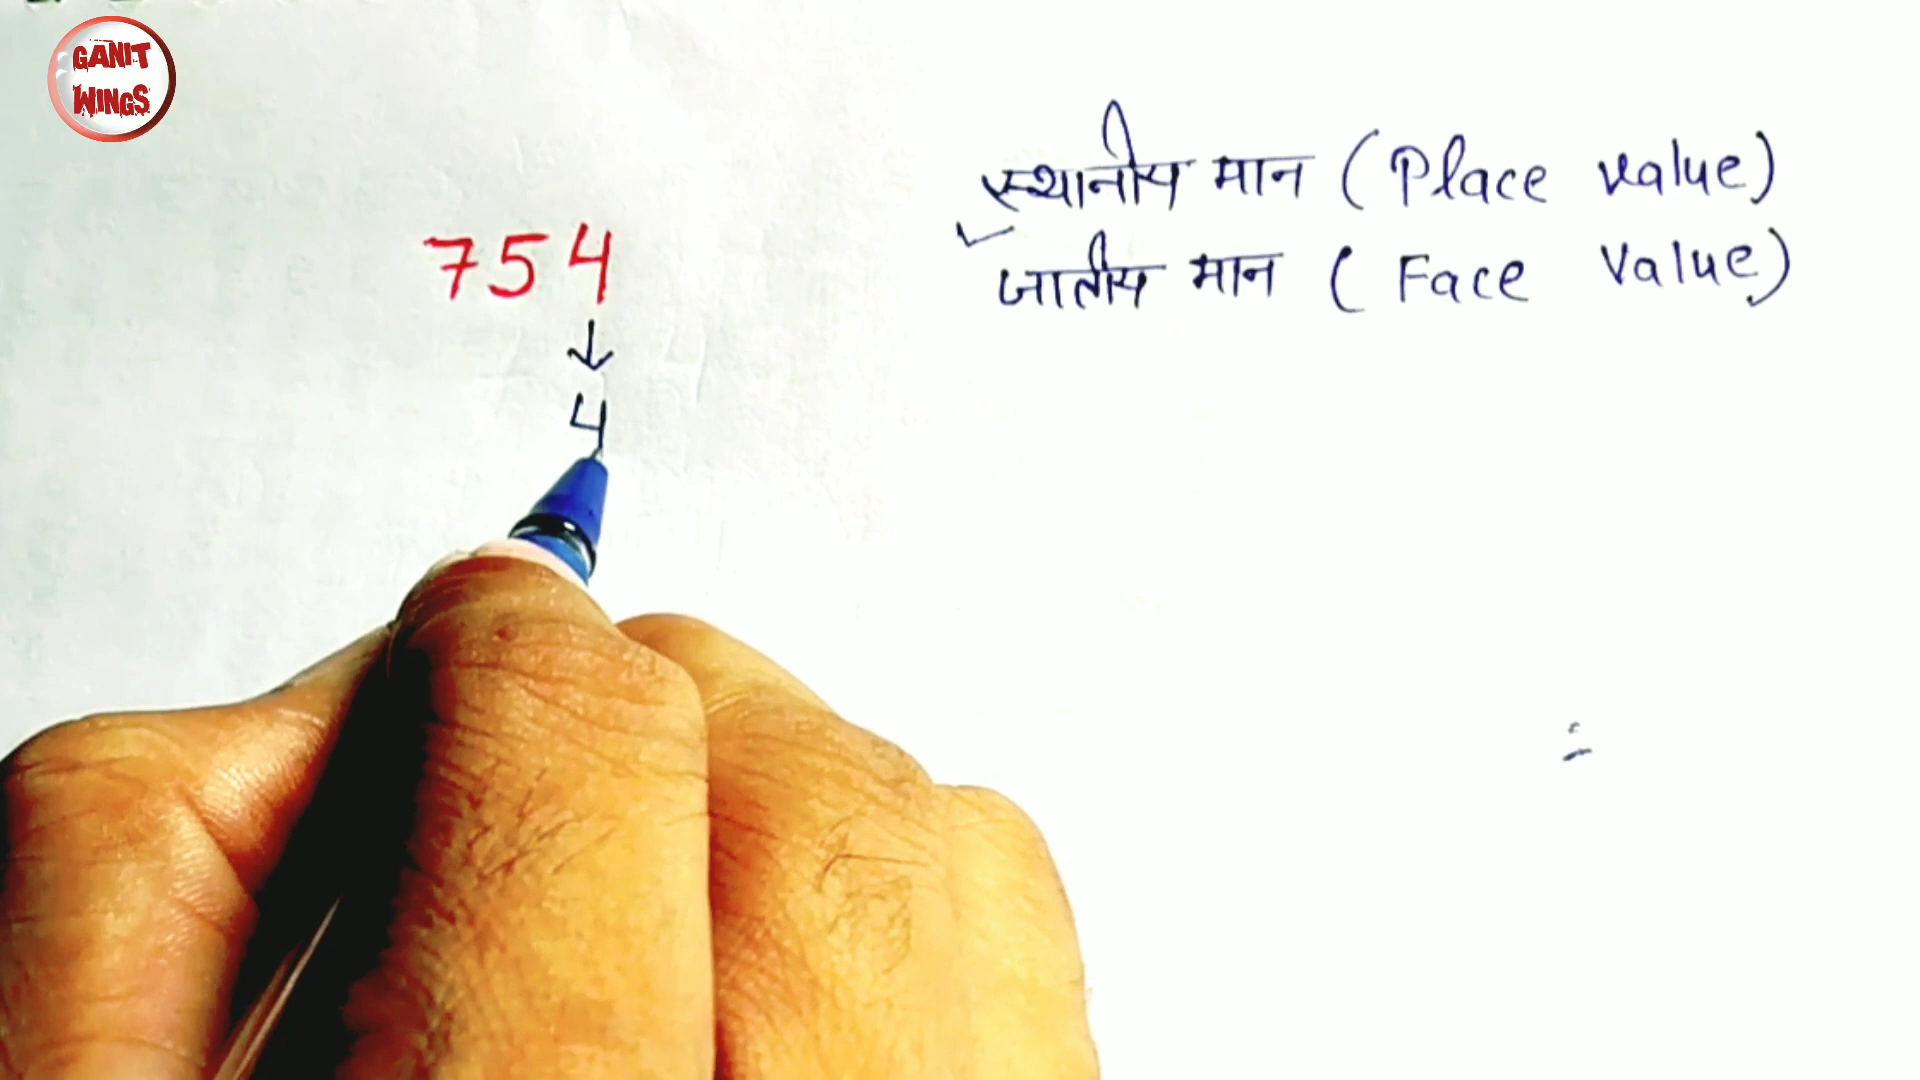 GANIT
WINGS
स्थानीय मान (Place value)
जातीय मान (Face Value)
754
↓
4